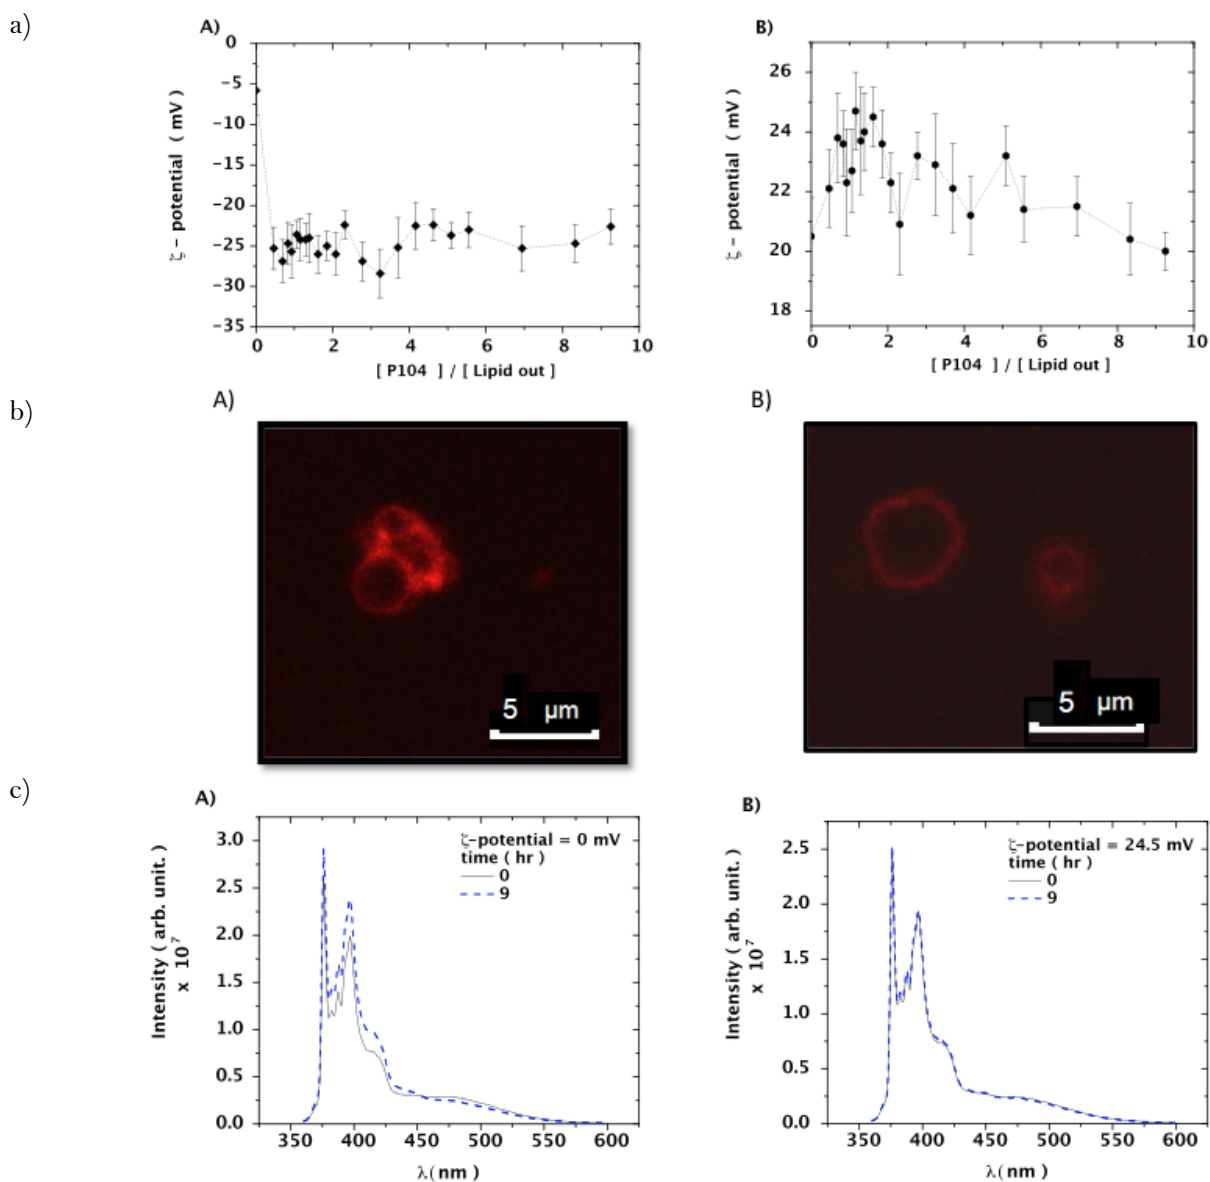 a)
A)
ζ - potential ( mV )
0
-5
-10
-15
-20
-25
-30
-35
0 2 4 6 8 10
[ P104 ] / [ Lipid out ]
B)
ζ - potential ( mV )
26
24
22
20
18
0 2 4 6 8 10
[ P104 ] / [ Lipid out ]
b)
A)
5 μm
B)
5 μm
c)
A)
Intensity ( arb. unit. )
x 10⁷
3.0
2.5
2.0
1.5
1.0
0.5
0.0
ζ-potential = 0 mV
time ( hr )
0
9
350 400 450 500 550 600
λ(nm )
B)
Intensity ( arb. unit. )
x 10⁷
2.5
2.0
1.5
1.0
0.5
0.0
ζ-potential = 24.5 mV
time ( hr )
0
9
350 400 450 500 550 600
λ(nm )